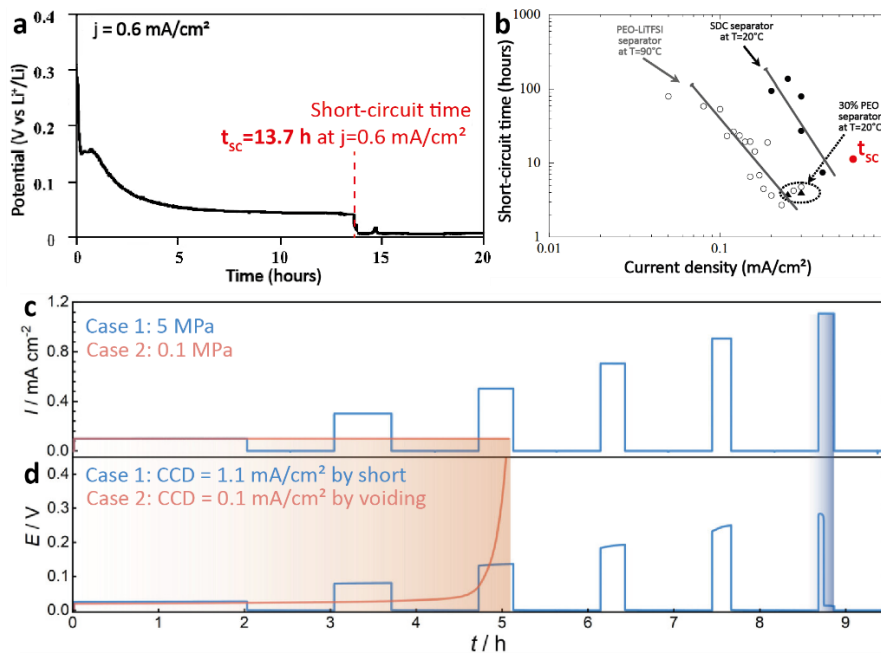 a
j = 0.6 mA/cm²
Potential (V vs Li⁺/Li)
0.4
0.3
0.2
0.1
0
Short-circuit time
t_sc=13.7 h at j=0.6 mA/cm²
0
5
10
15
20
Time (hours)
b
Short-circuit time (hours)
1000
100
10
1
PEO-LiTFSI
separator
at T=90°C
SDC separator
at T=20°C
30% PEO
separator
at T=20°C
t_sc
0.01
0.1
1
Current density (mA/cm²)
c
I / mA cm⁻²
1.2
0.8
0.4
0.0
Case 1: 5 MPa
Case 2: 0.1 MPa
d
E / V
0.4
0.3
0.2
0.1
0.0
Case 1: CCD = 1.1 mA/cm² by short
Case 2: CCD = 0.1 mA/cm² by voiding
0
1
2
3
4
5
6
7
8
9
t / h